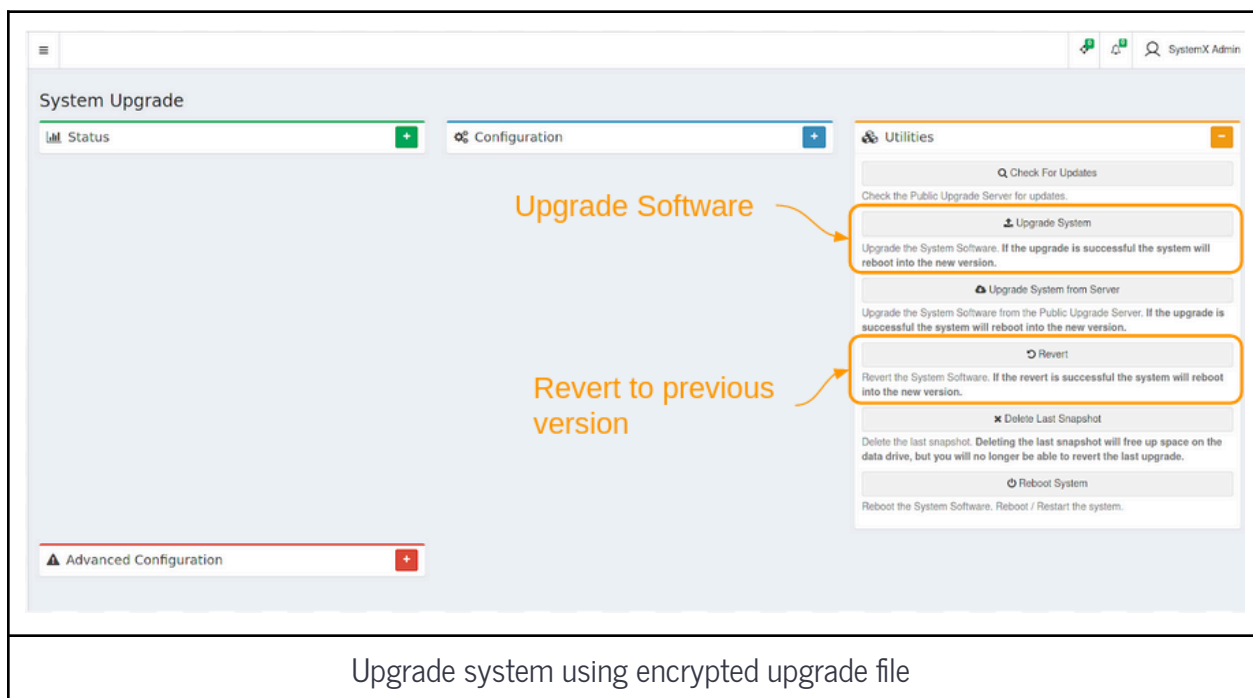 SystemX Admin
System Upgrade
Status
Configuration
Utilities
Check For Updates
Check the Public Upgrade Server for updates.
Upgrade Software
Upgrade System
Upgrade the System Software. If the upgrade is successful the system will
reboot into the new version.
Upgrade System from Server
Upgrade the System Software from the Public Upgrade Server. If the upgrade is
successful the system will reboot into the new version.
Revert
Revert to previous
version
Revert the System Software. If the revert is successful the system will reboot
into the new version.
Delete Last Snapshot
Delete the last snapshot. Deleting the last snapshot will free up space on the
data drive, but you will no longer be able to revert the last upgrade.
Reboot System
Reboot the System Software. Reboot / Restart the system.
Advanced Configuration
Upgrade system using encrypted upgrade file